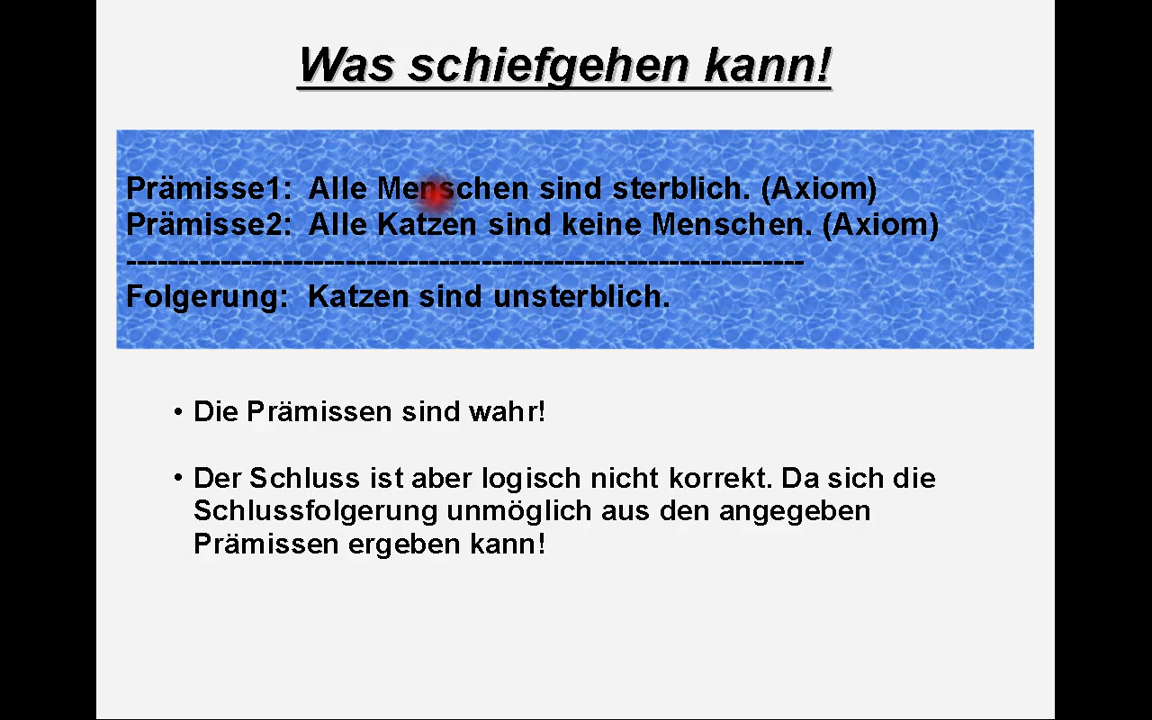 Was schiefgehen kann!
Prämisse1: Alle Menschen sind sterblich. (Axiom)
Prämisse2: Alle Katzen sind keine Menschen. (Axiom)
----------------------------------------------------------------
Folgerung: Katzen sind unsterblich.
• Die Prämissen sind wahr!
• Der Schluss ist aber logisch nicht korrekt. Da sich die
Schlussfolgerung unmöglich aus den angegeben
Prämissen ergeben kann!